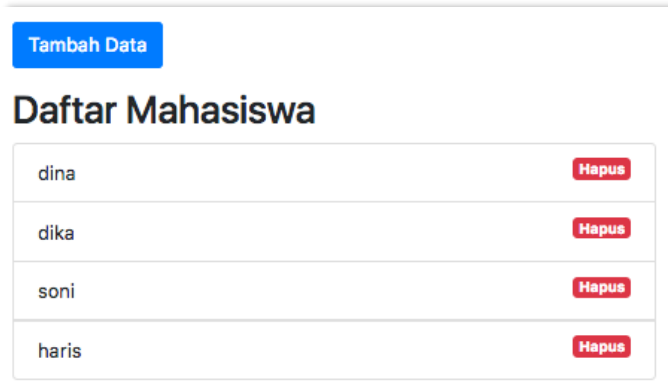 Tambah Data
Daftar Mahasiswa
dina Hapus
dika Hapus
soni Hapus
haris Hapus